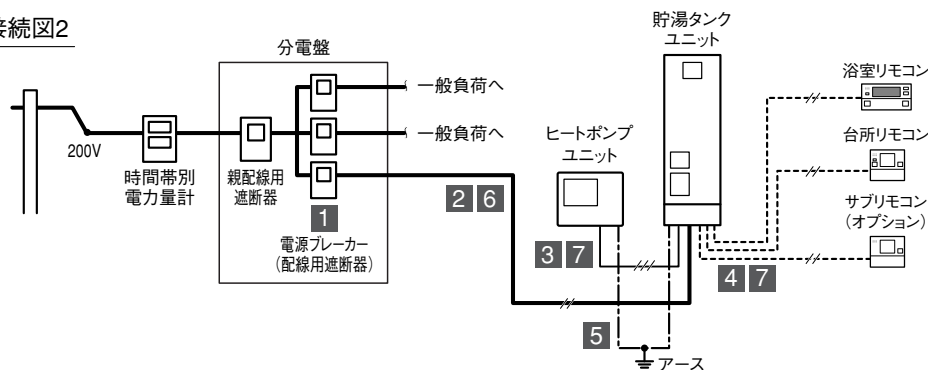 接続図2
分電盤
貯湯タンク
ユニット
一般負荷へ
一般負荷へ
浴室リモコン
200V
時間帯別
電力量計
親配線用
遮断器
ヒートポンプ
ユニット
台所リモコン
サブリモコン
（オプション）
1
電源ブレーカー
（配線用遮断器）
2 6
3 7
4 7
5
アース